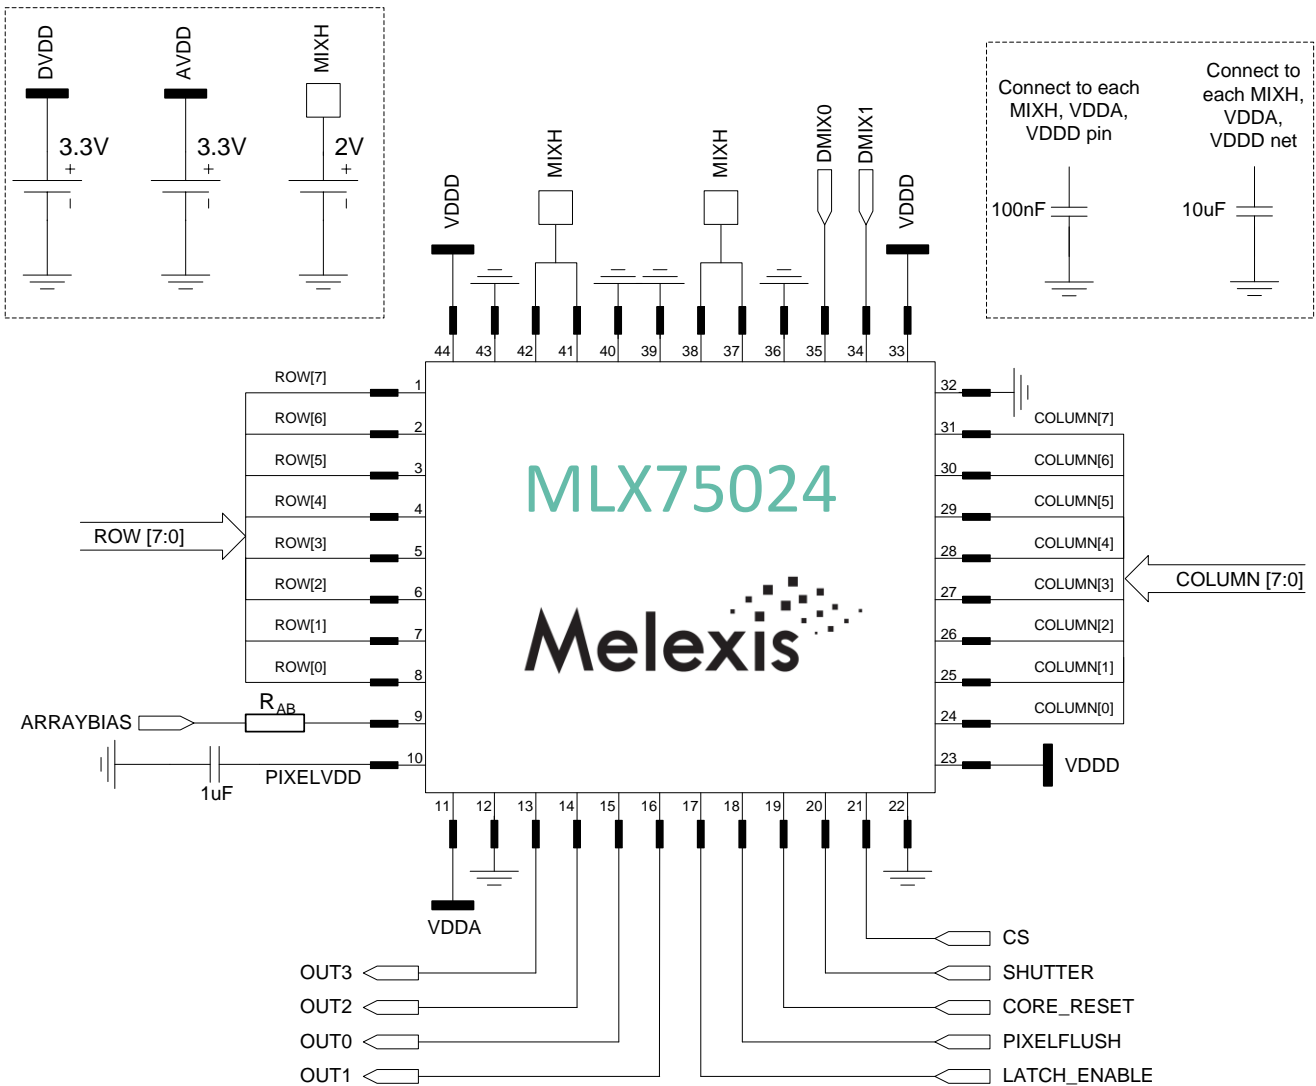 DVDD
AVDD
MIXH
3.3V
+
3.3V
+
2V
+
Connect to each
MIXH, VDDA,
VDDD pin
100nF
Connect to
each MIXH,
VDDA,
VDDD net
10uF
VDDD
MIXH
MIXH
DMIX0
DMIX1
VDDD
44
43
42
41
40
39
38
37
36
35
34
33
ROW[7]
1
ROW[6]
2
ROW[5]
3
ROW[4]
4
ROW[3]
5
ROW[2]
6
ROW[1]
7
ROW[0]
8
ROW [7:0]
ARRAYBIAS
RAB
9
1uF
PIXELVDD
10
MLX75024
Melexis
32
31
COLUMN[7]
30
COLUMN[6]
29
COLUMN[5]
28
COLUMN[4]
27
COLUMN[3]
26
COLUMN[2]
25
COLUMN[1]
24
COLUMN[0]
COLUMN [7:0]
23
VDDD
11
12
13
14
15
16
17
18
19
20
21
22
VDDA
OUT3
OUT2
OUT0
OUT1
CS
SHUTTER
CORE_RESET
PIXELFLUSH
LATCH_ENABLE